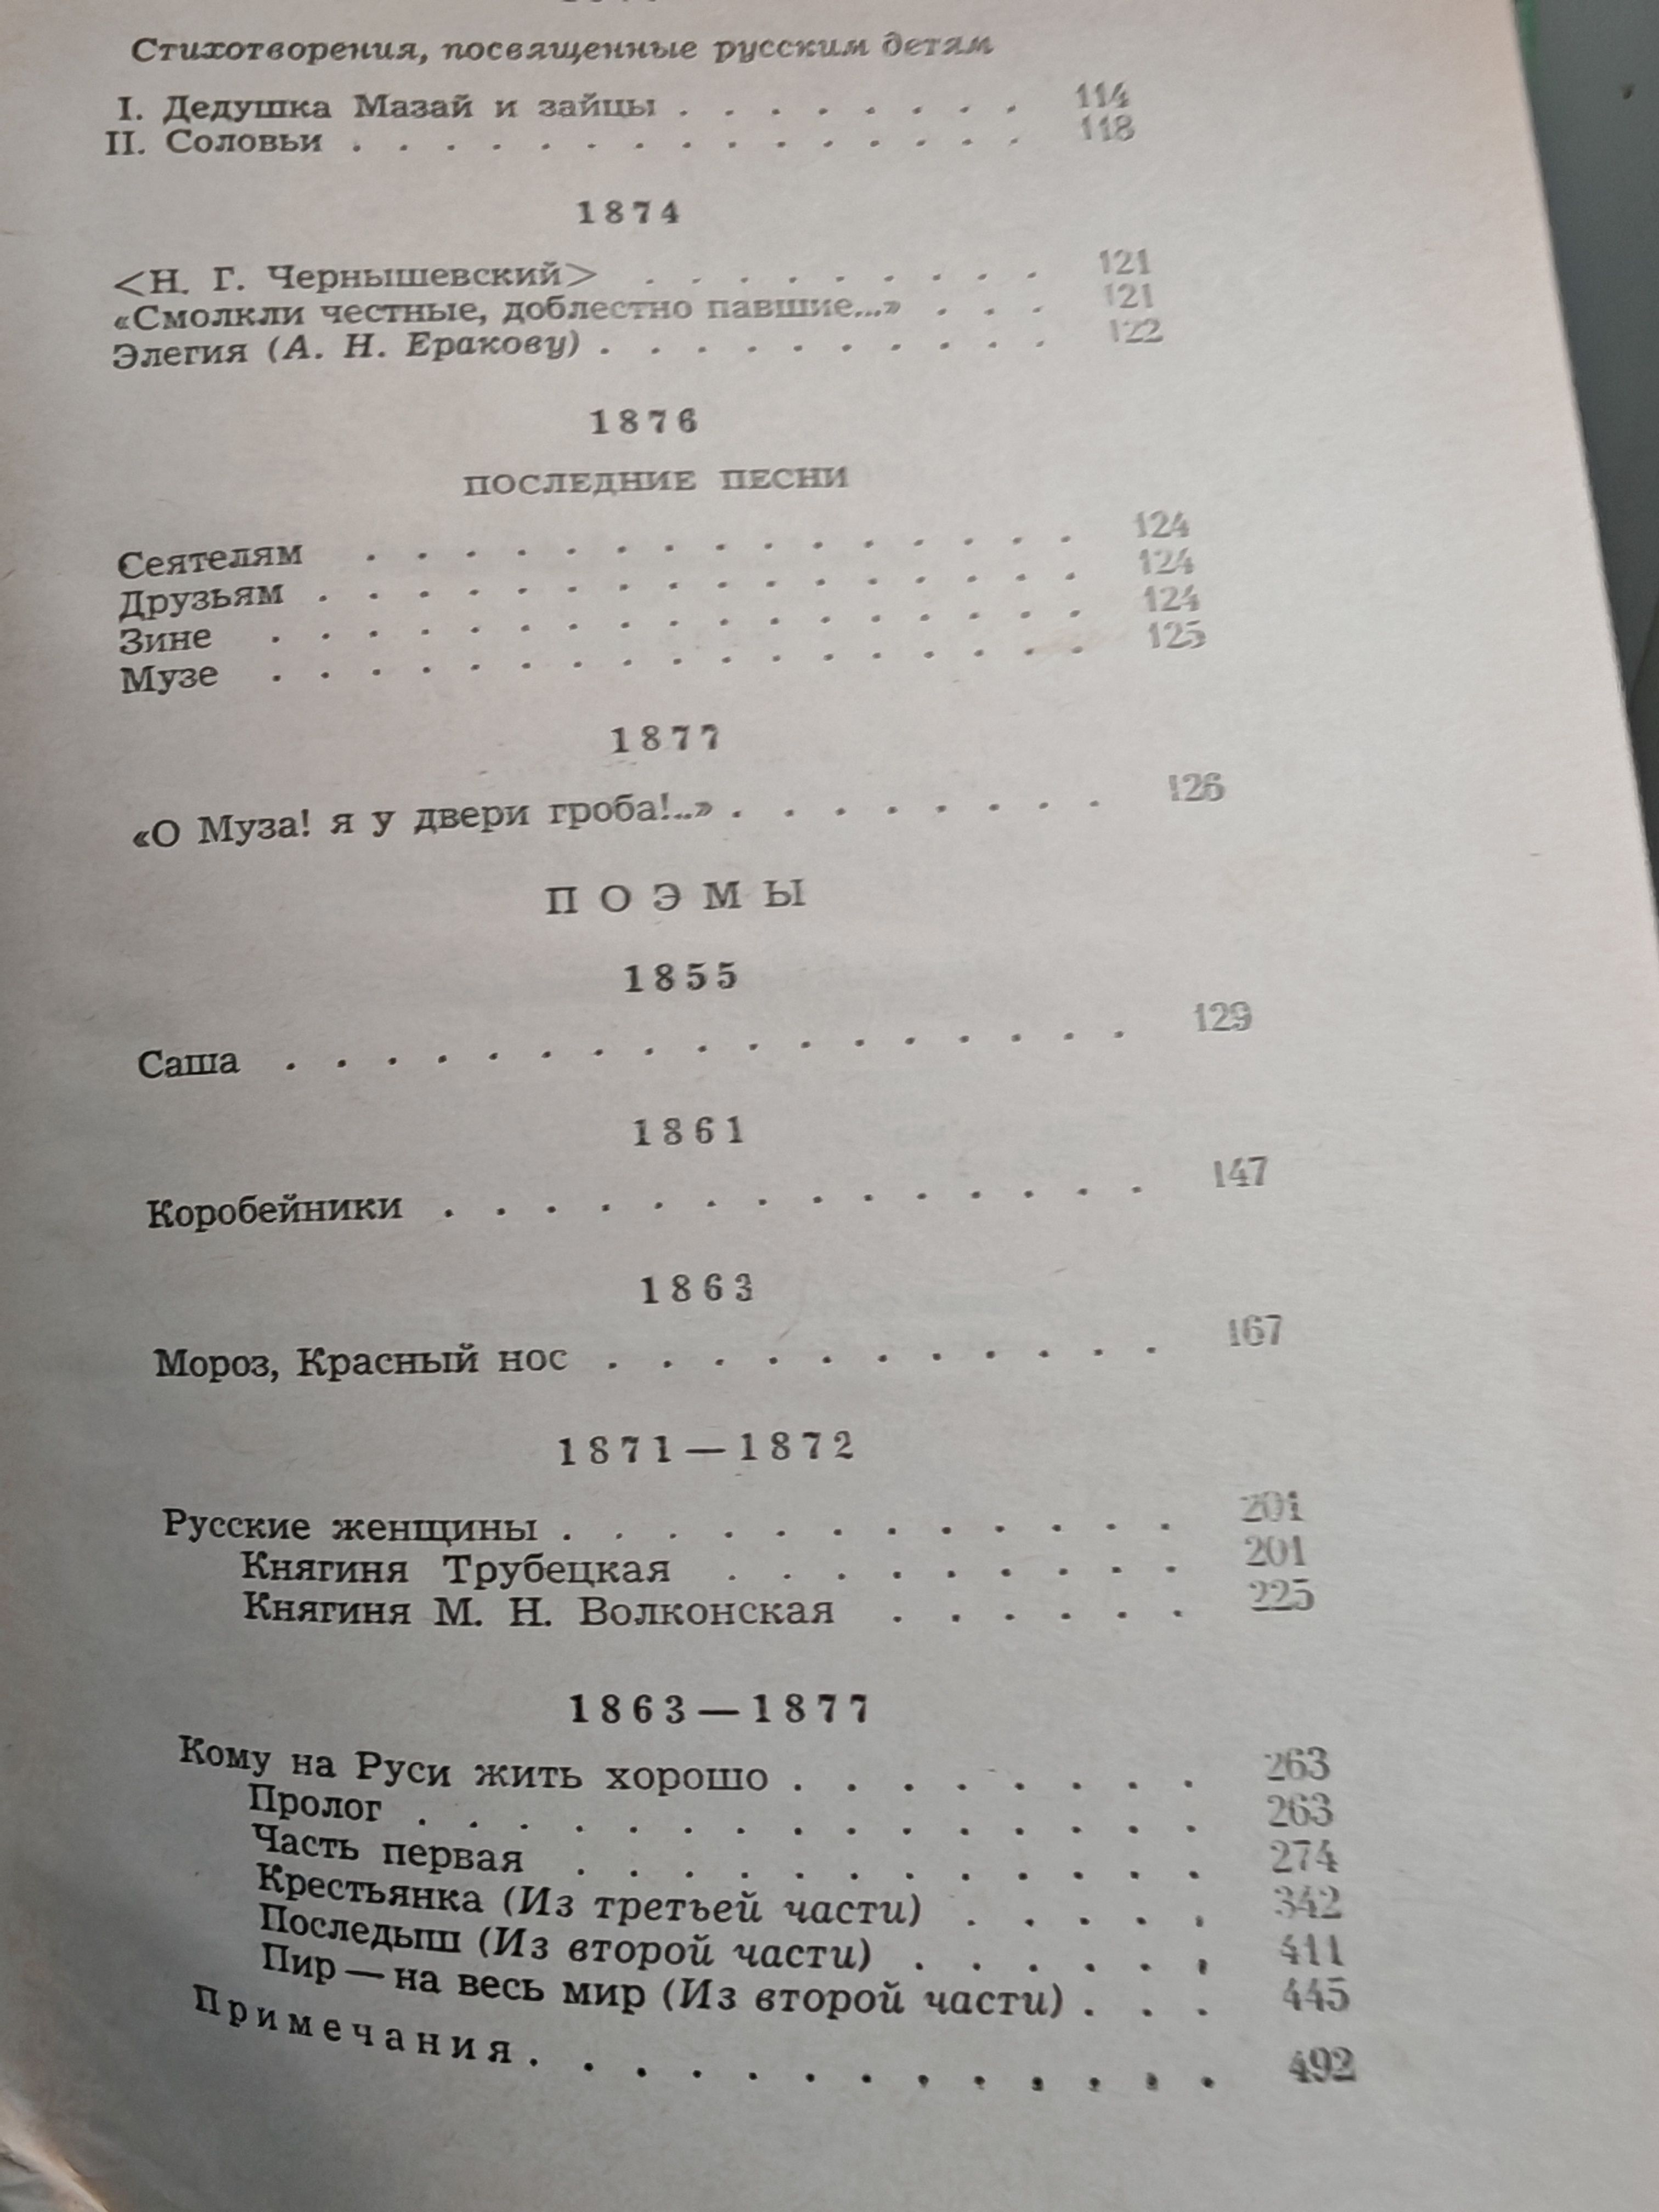 Стихотворения, посвященные русским детям
I. Дедушка Мазай и зайцы . . . . . . . . 114
II. Соловьи . . . . . . . . . . . . . . . 118
1874
<Н. Г. Чернышевский> . . . . . . . . . 121
«Смолкли честные, доблестно павшие...» . . . 121
Элегия (А. Н. Еракову) . . . . . . . . . . 122
1876
ПОСЛЕДНИЕ ПЕСНИ
Сеятелям . . . . . . . . . . . . . . . 124
Друзьям . . . . . . . . . . . . . . . . 124
Зине . . . . . . . . . . . . . . . . . 124
Музе . . . . . . . . . . . . . . . . . 125
1877
«О Муза! я у двери гроба!..» . . . . . . . . 126
ПОЭМЫ
1855
Саша . . . . . . . . . . . . . . . . . 129
1861
Коробейники . . . . . . . . . . . . . . 147
1863
Мороз, Красный нос . . . . . . . . . . . 167
1871—1872
Русские женщины . . . . . . . . . . . . 201
Княгиня Трубецкая . . . . . . . . . 201
Княгиня М. Н. Волконская . . . . . . 225
1863—1877
Кому на Руси жить хорошо . . . . . . . . 263
Пролог . . . . . . . . . . . . . . . 263
Часть первая . . . . . . . . . . . . 274
Крестьянка (Из третьей части) . . . . . 342
Последыш (Из второй части) . . . . . . 411
Пир — на весь мир (Из второй части) . . . 445
Примечания . . . . . . . . . . . . . 492